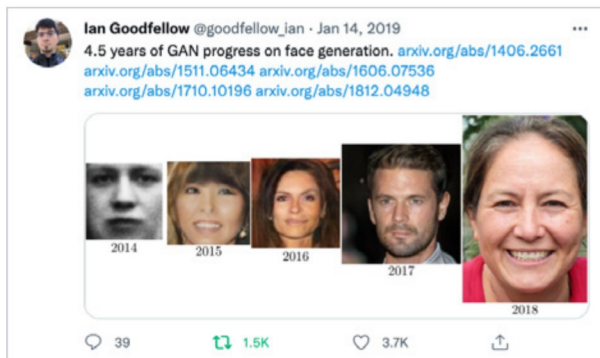 Ian Goodfellow @goodfellow_ian · Jan 14, 2019
4.5 years of GAN progress on face generation. arxiv.org/abs/1406.2661
arxiv.org/abs/1511.06434 arxiv.org/abs/1606.07536
arxiv.org/abs/1710.10196 arxiv.org/abs/1812.04948
2014
2015
2016
2017
2018
39 1.5K 3.7K